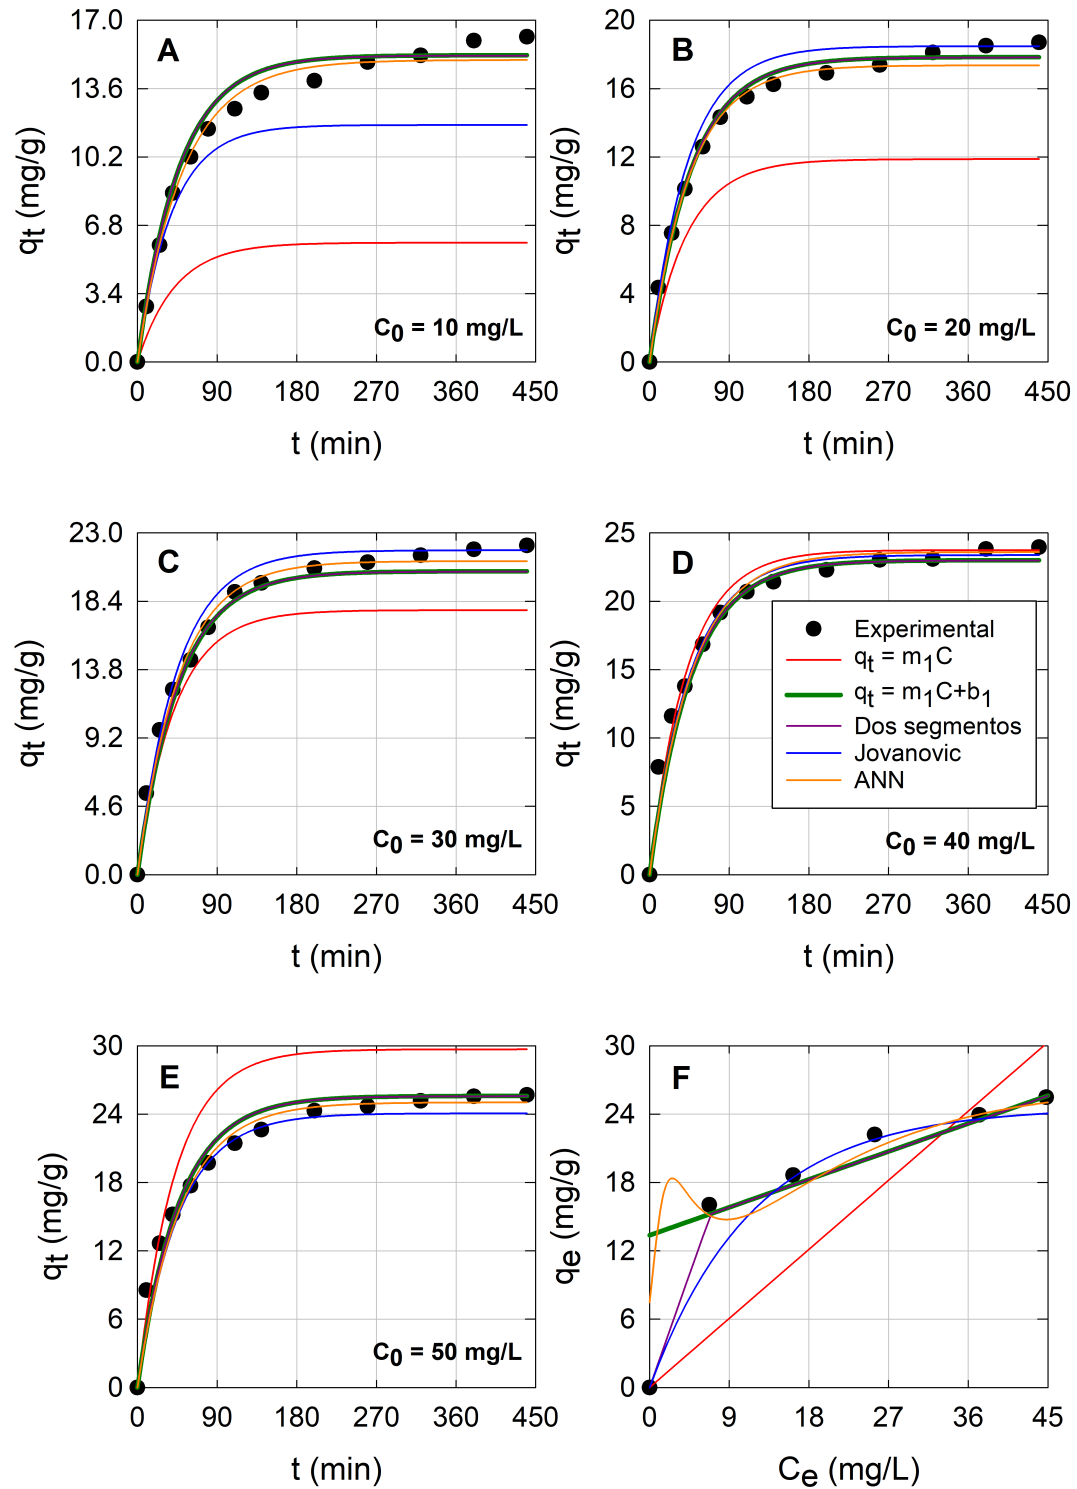 A
17.0
13.6
10.2
6.8
3.4
0.0
qt (mg/g)
C0 = 10 mg/L
0 90 180 270 360 450
t (min)
B
20
16
12
8
4
0
qt (mg/g)
C0 = 20 mg/L
0 90 180 270 360 450
t (min)
C
23.0
18.4
13.8
9.2
4.6
0.0
qt (mg/g)
C0 = 30 mg/L
0 90 180 270 360 450
t (min)
D
25
20
15
10
5
0
qt (mg/g)
Experimental
qt = m1C
qt = m1C+b1
Dos segmentos
Jovanovic
ANN
C0 = 40 mg/L
0 90 180 270 360 450
t (min)
E
30
24
18
12
6
0
qt (mg/g)
C0 = 50 mg/L
0 90 180 270 360 450
t (min)
F
30
24
18
12
6
0
qe (mg/g)
0 9 18 27 36 45
Ce (mg/L)